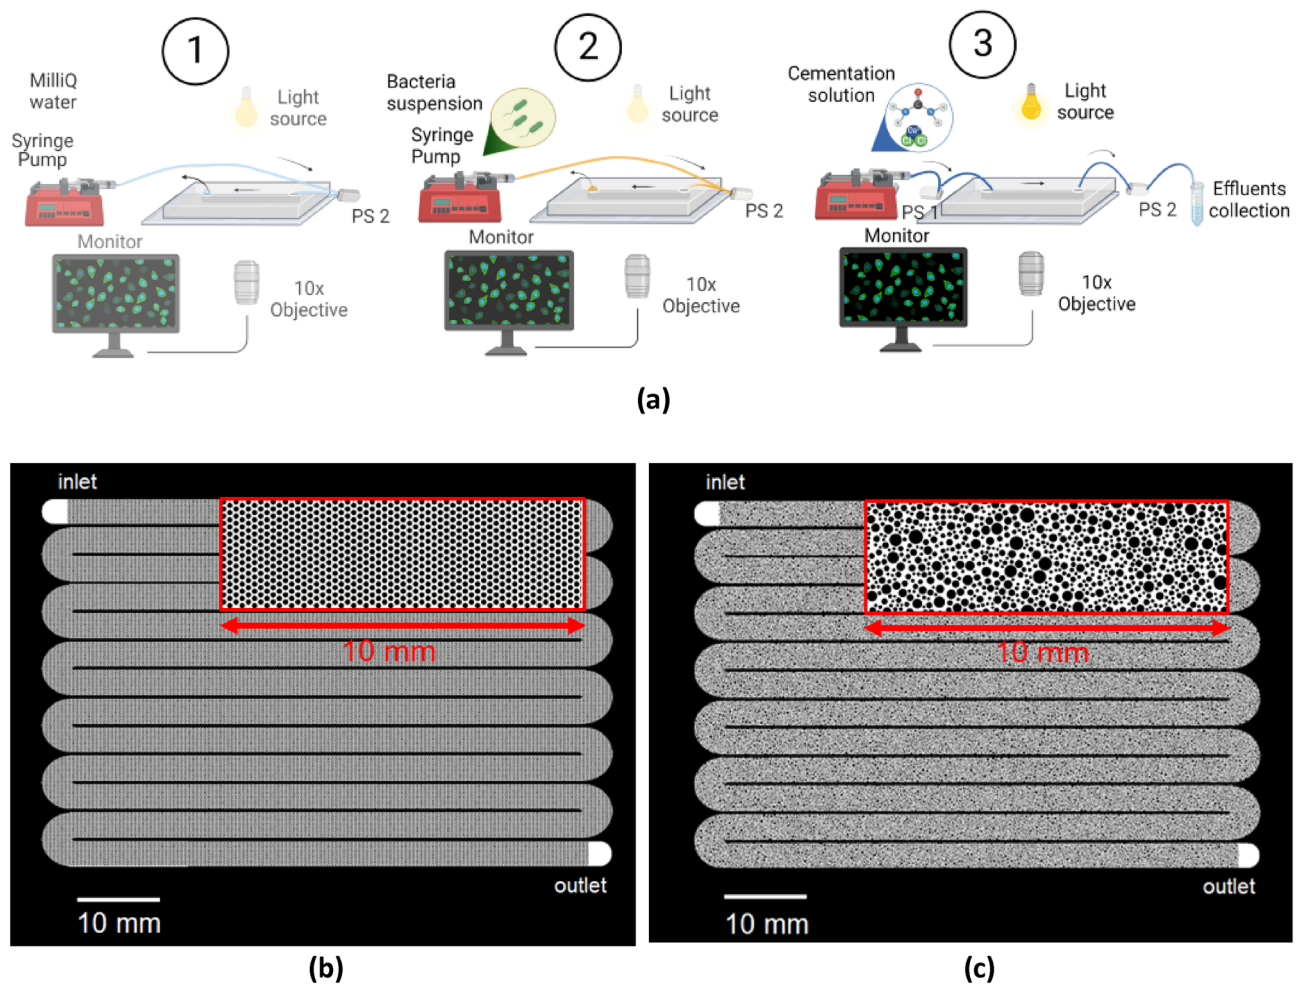 1
MilliQ
water
Light
source
Syringe
Pump
PS 2
Monitor
10x
Objective
2
Bacteria
suspension
Light
source
Syringe
Pump
PS 2
Monitor
10x
Objective
3
Cementation
solution
Light
source
PS 1
PS 2
Effluents
collection
Monitor
10x
Objective
(a)
inlet
10 mm
outlet
10 mm
(b)
inlet
10 mm
outlet
10 mm
(c)